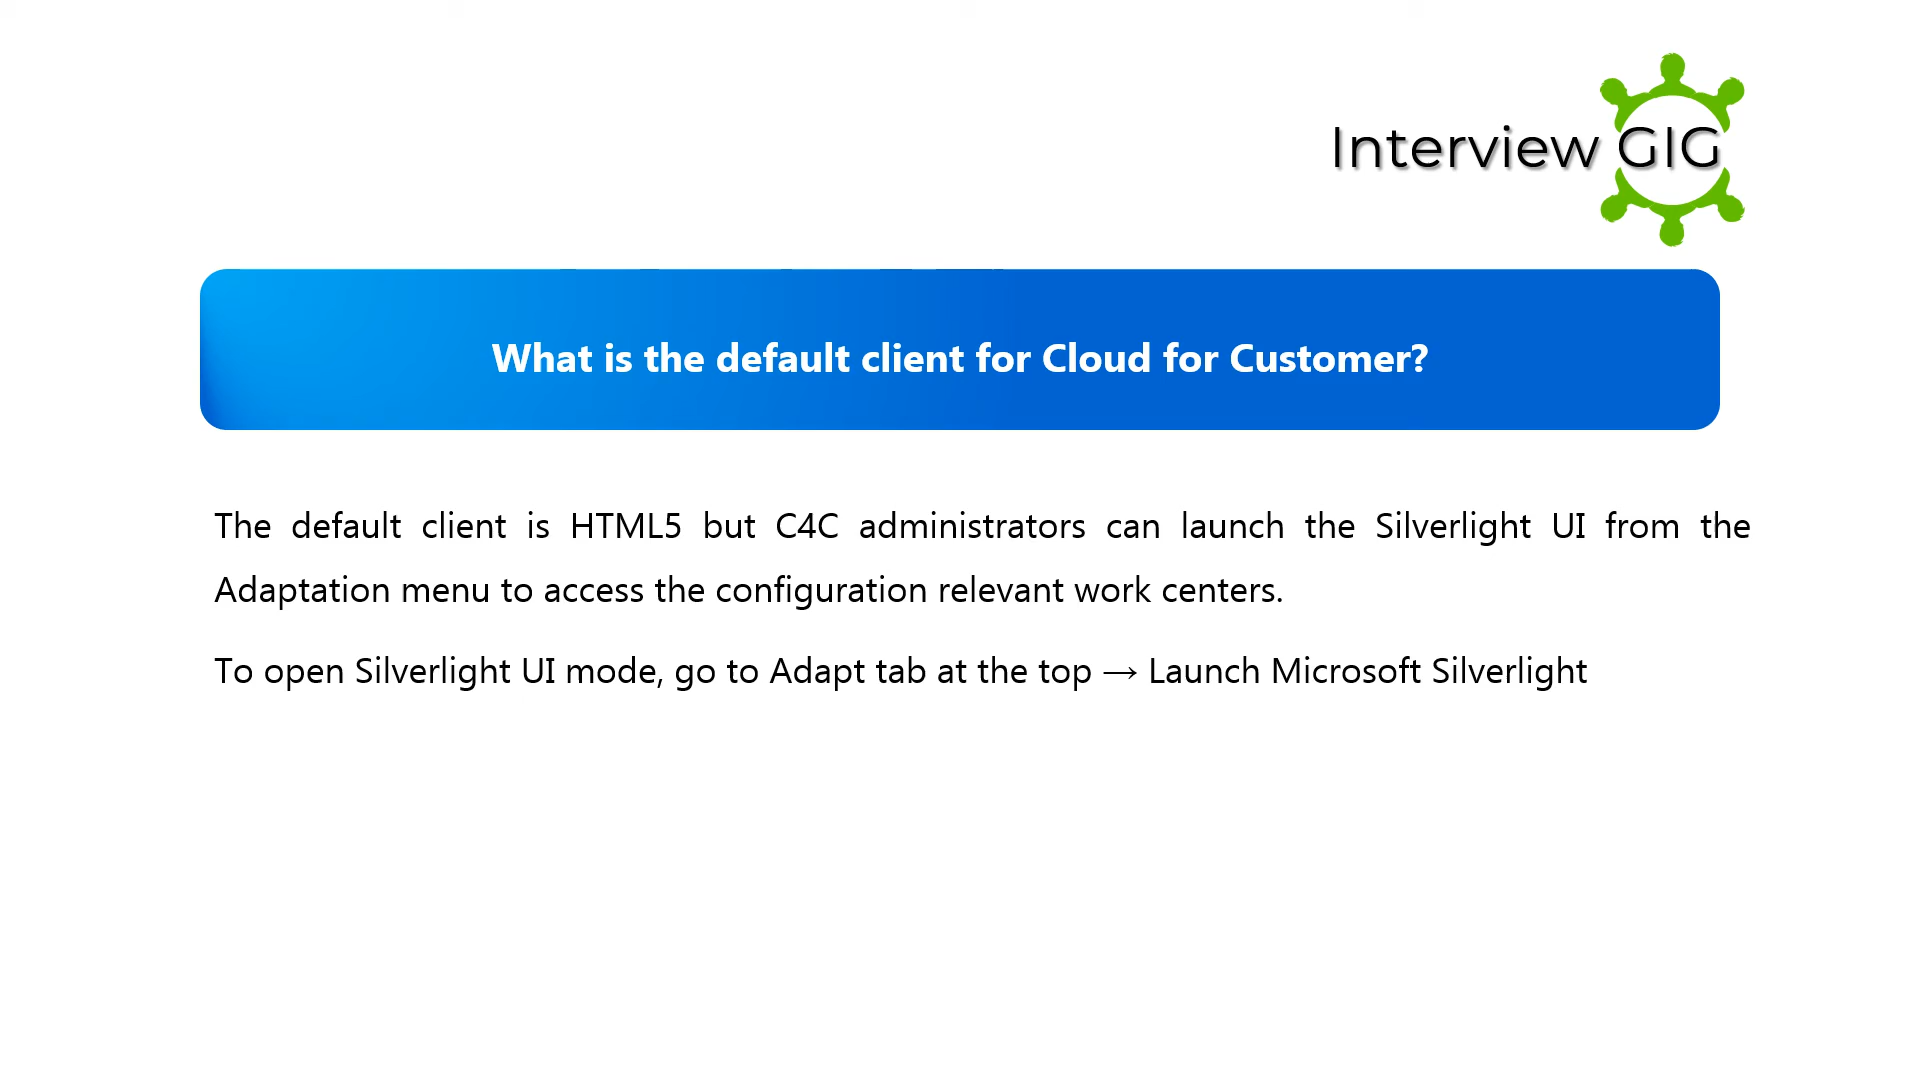 Interview GIG
What is the default client for Cloud for Customer?
The default client is HTML5 but C4C administrators can launch the Silverlight UI from the
Adaptation menu to access the configuration relevant work centers.
To open Silverlight UI mode, go to Adapt tab at the top → Launch Microsoft Silverlight